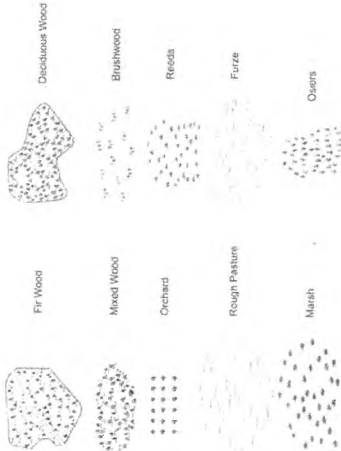 Fir Wood
Deciduous Wood
Mixed Wood
Brushwood
Orchard
Reeds
Rough Pasture
Furze
Marsh
Osiers